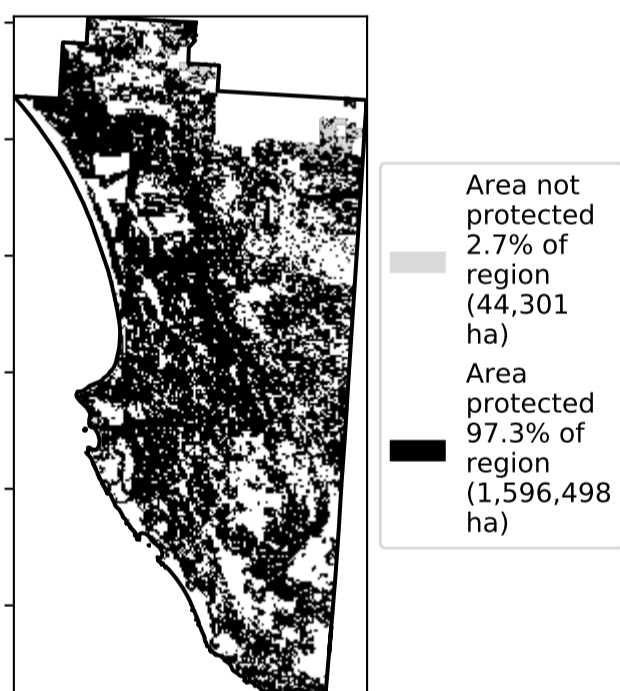 Area not
protected
2.7% of
region
(44,301
ha)
Area
protected
97.3% of
region
(1,596,498
ha)